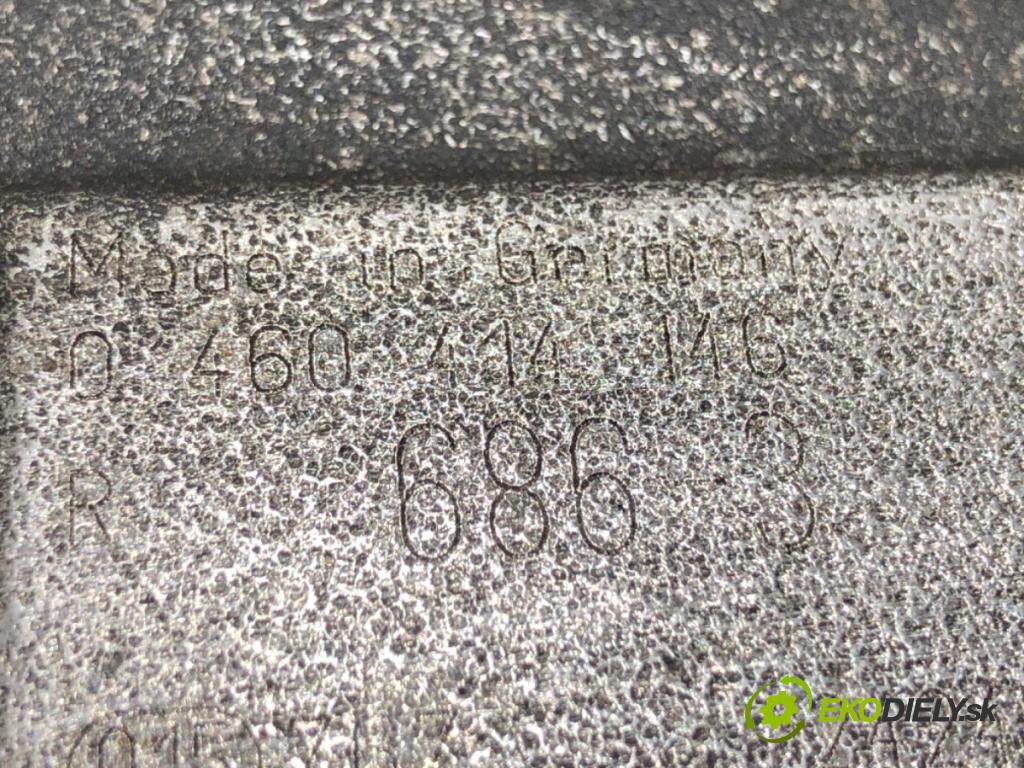 Made in Germany
0 460 414 146
R 686 3
EKODIELY.sk